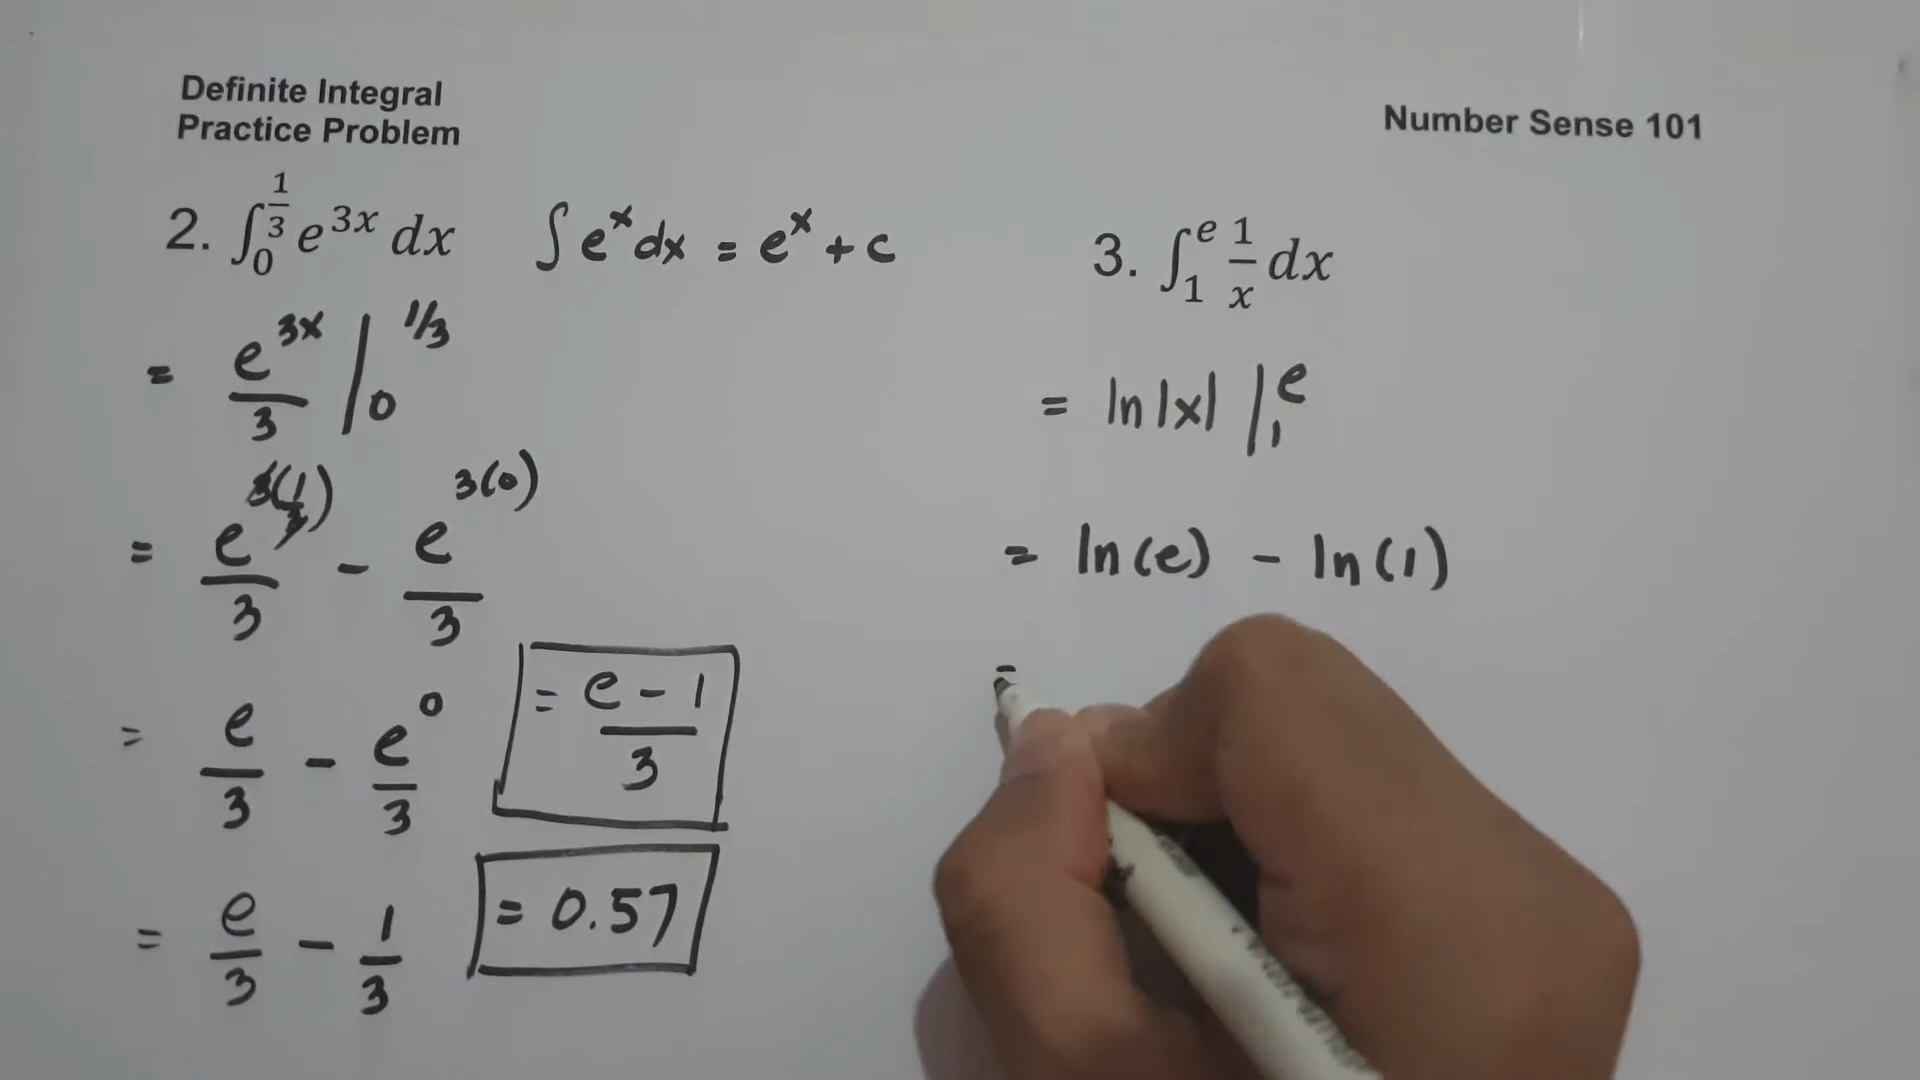 Definite Integral
Practice Problem
Number Sense 101
2. ∫₀^{1/3} e^{3x} dx
∫ e^x dx = e^x + c
= e^{3x}/3 |₀^{1/3}
= e^{3(1/3)}/3 - e^{3(0)}/3
= e/3 - e^0/3
= e/3 - 1/3
= (e-1)/3
= 0.57
3. ∫₁^e 1/x dx
= ln|x| |₁^e
= ln(e) - ln(1)
=